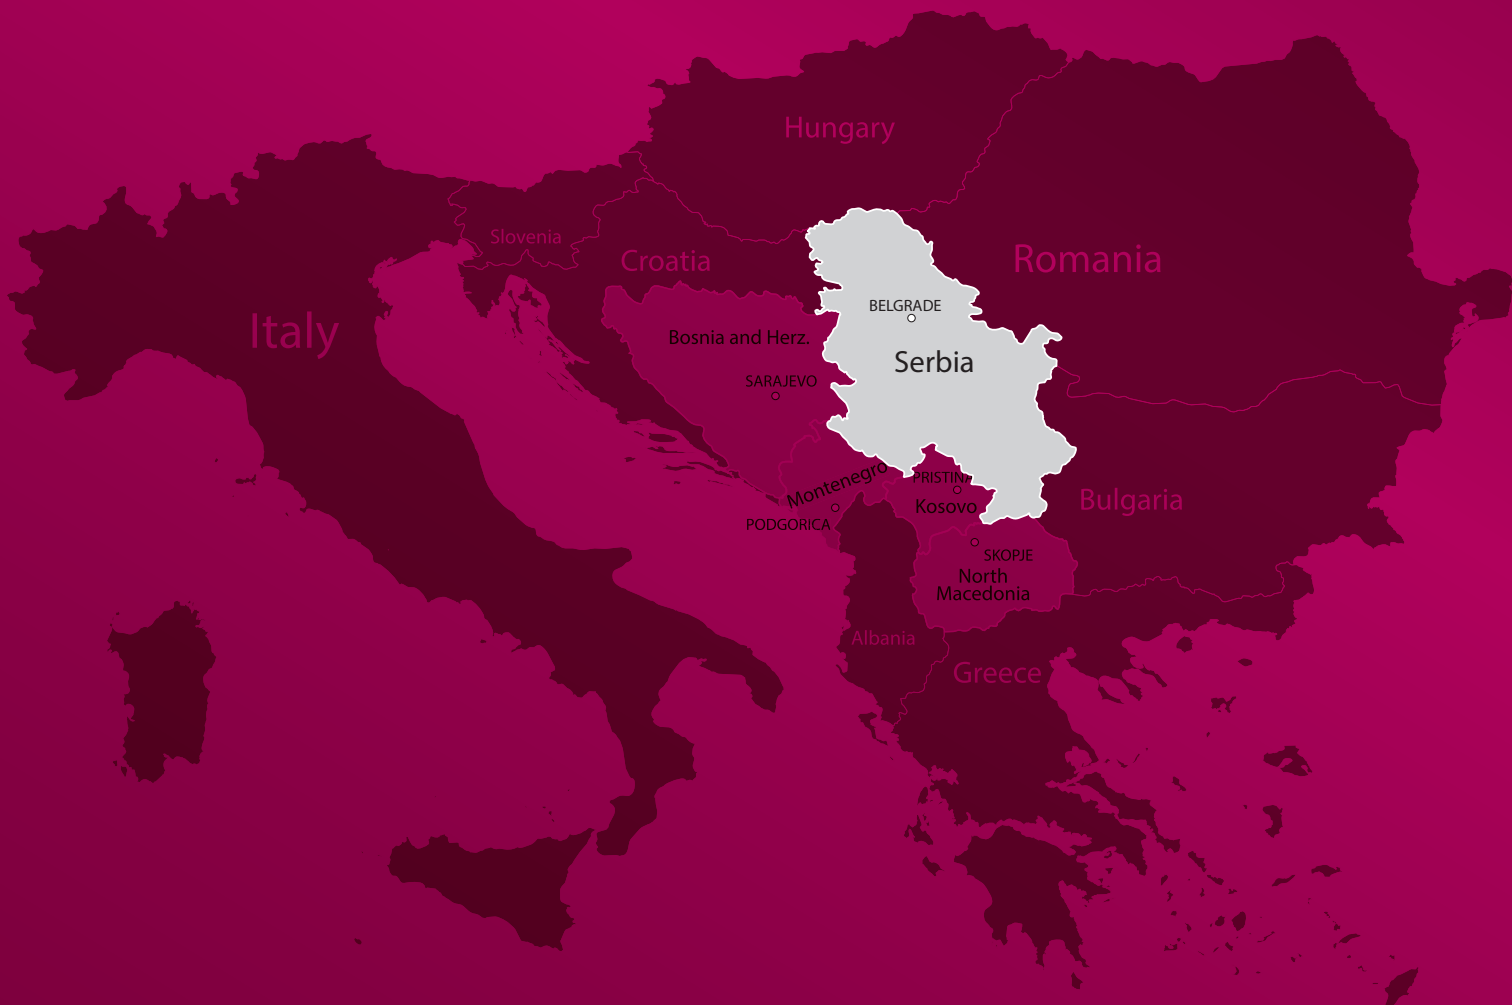 Hungary
Slovenia
Croatia
Romania
Italy
BELGRADE
Serbia
Bosnia and Herz.
SARAJEVO
Montenegro
PRISTINA
Kosovo
PODGORICA
Bulgaria
SKOPJE
North
Macedonia
Albania
Greece